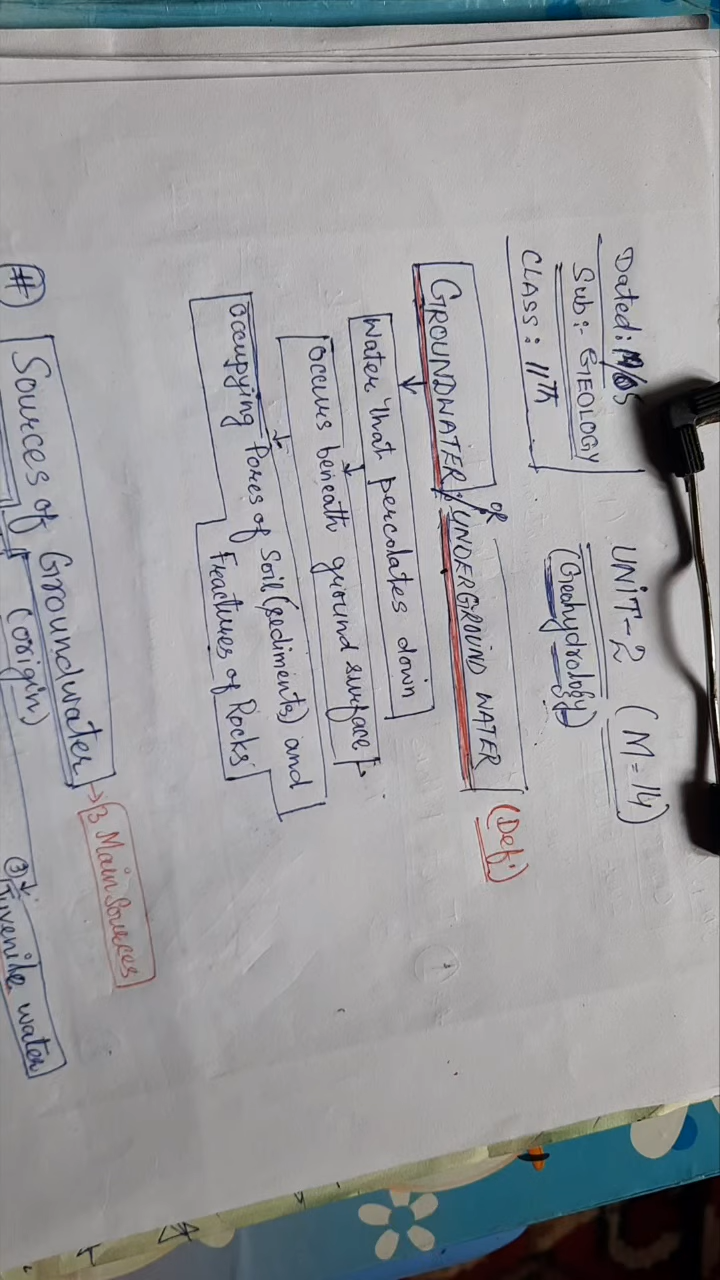 Dated: 14/05
Sub:- GEOLOGY
CLASS: 11TH
UNIT-2 (M=14)
(Geohydrology)
GROUNDWATER / OR UNDERGROUND WATER (Def:)
Water that percolates down
Occurs beneath ground surface
Occupying Pores of Soil (sediments) and
Fractures of Rocks
# Sources of Groundwater → 3 Main Sources
(origin)
③ Juvenile water